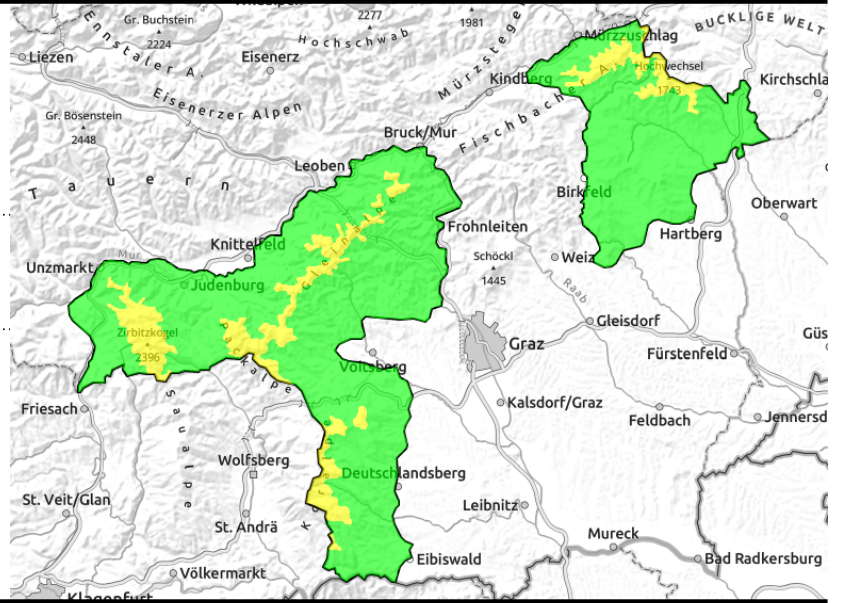 2277
Gr. Buchstein
2224
1981
BUCKLIGE WELT
Mürzzuschlag
Ennstaler A.
Hochschwab
Liezen
Eisenerz
Hochwechsel
1743
Kindberg
Kirchschla
Eisenerzer Alpen
Mürzstege
Gr. Bösenstein
2448
Bruck/Mur
Fischbacher A.
Leoben
Tauern
Birkfeld
Oberwart
Gleinalpe
Frohnleiten
Hartberg
Knittelfeld
Mur
Schöckl
1445
Weiz
Unzmarkt
Judenburg
Raab
Zirbitzkogel
2396
Gleisdorf
Güs
Packalpe
Graz
Fürstenfeld
Voitsberg
Friesach
Saualpe
Kalsdorf/Graz
Feldbach
Jennersd
Koralpe
Wolfsberg
Deutschlandsberg
St. Veit/Glan
Leibnitz
St. Andrä
Mureck
Eibiswald
Bad Radkersburg
Völkermarkt
Klagenfurt